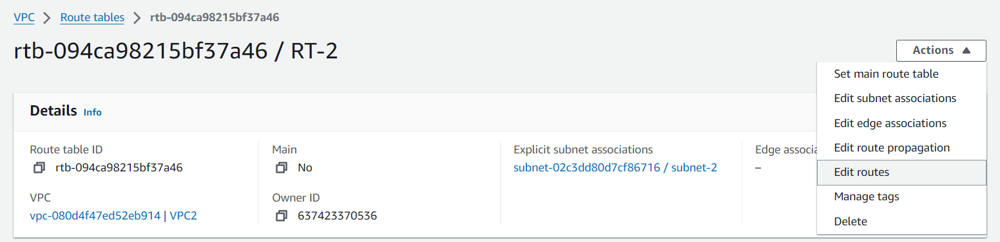 VPC > Route tables > rtb-094ca98215bf37a46
rtb-094ca98215bf37a46 / RT-2
Actions
Set main route table
Edit subnet associations
Edit edge associations
Edit route propagation
Edit routes
Manage tags
Delete
Details Info
Route table ID
rtb-094ca98215bf37a46
Main
No
Explicit subnet associations
subnet-02c3dd80d7cf86716 / subnet-2
Edge associa
–
VPC
vpc-080d4f47ed52eb914 | VPC2
Owner ID
637423370536